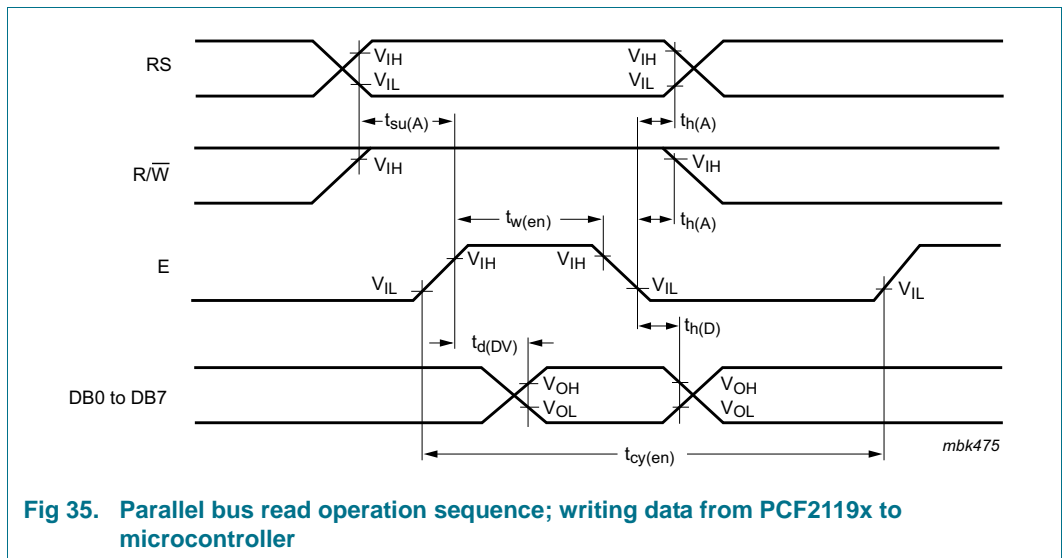 RS
VIH
VIL
VIH
VIL
tsu(A)
th(A)
R/W̅
VIH
VIH
tw(en)
th(A)
E
VIL
VIH
VIH
VIL
VIL
td(DV)
th(D)
DB0 to DB7
VOH
VOL
VOH
VOL
tcy(en)
mbk475
Fig 35. Parallel bus read operation sequence; writing data from PCF2119x to
microcontroller